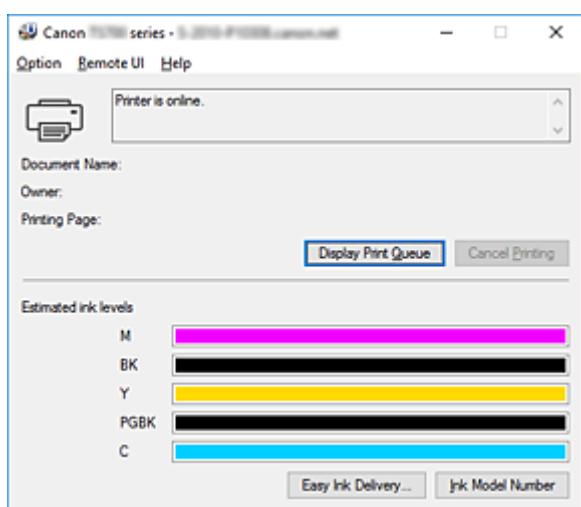 Canon series -
Option Remote UI Help
Printer is online.
Document Name:
Owner:
Printing Page:
Display Print Queue Cancel Printing
Estimated ink levels
M
BK
Y
PGBK
C
Easy Ink Delivery... Ink Model Number